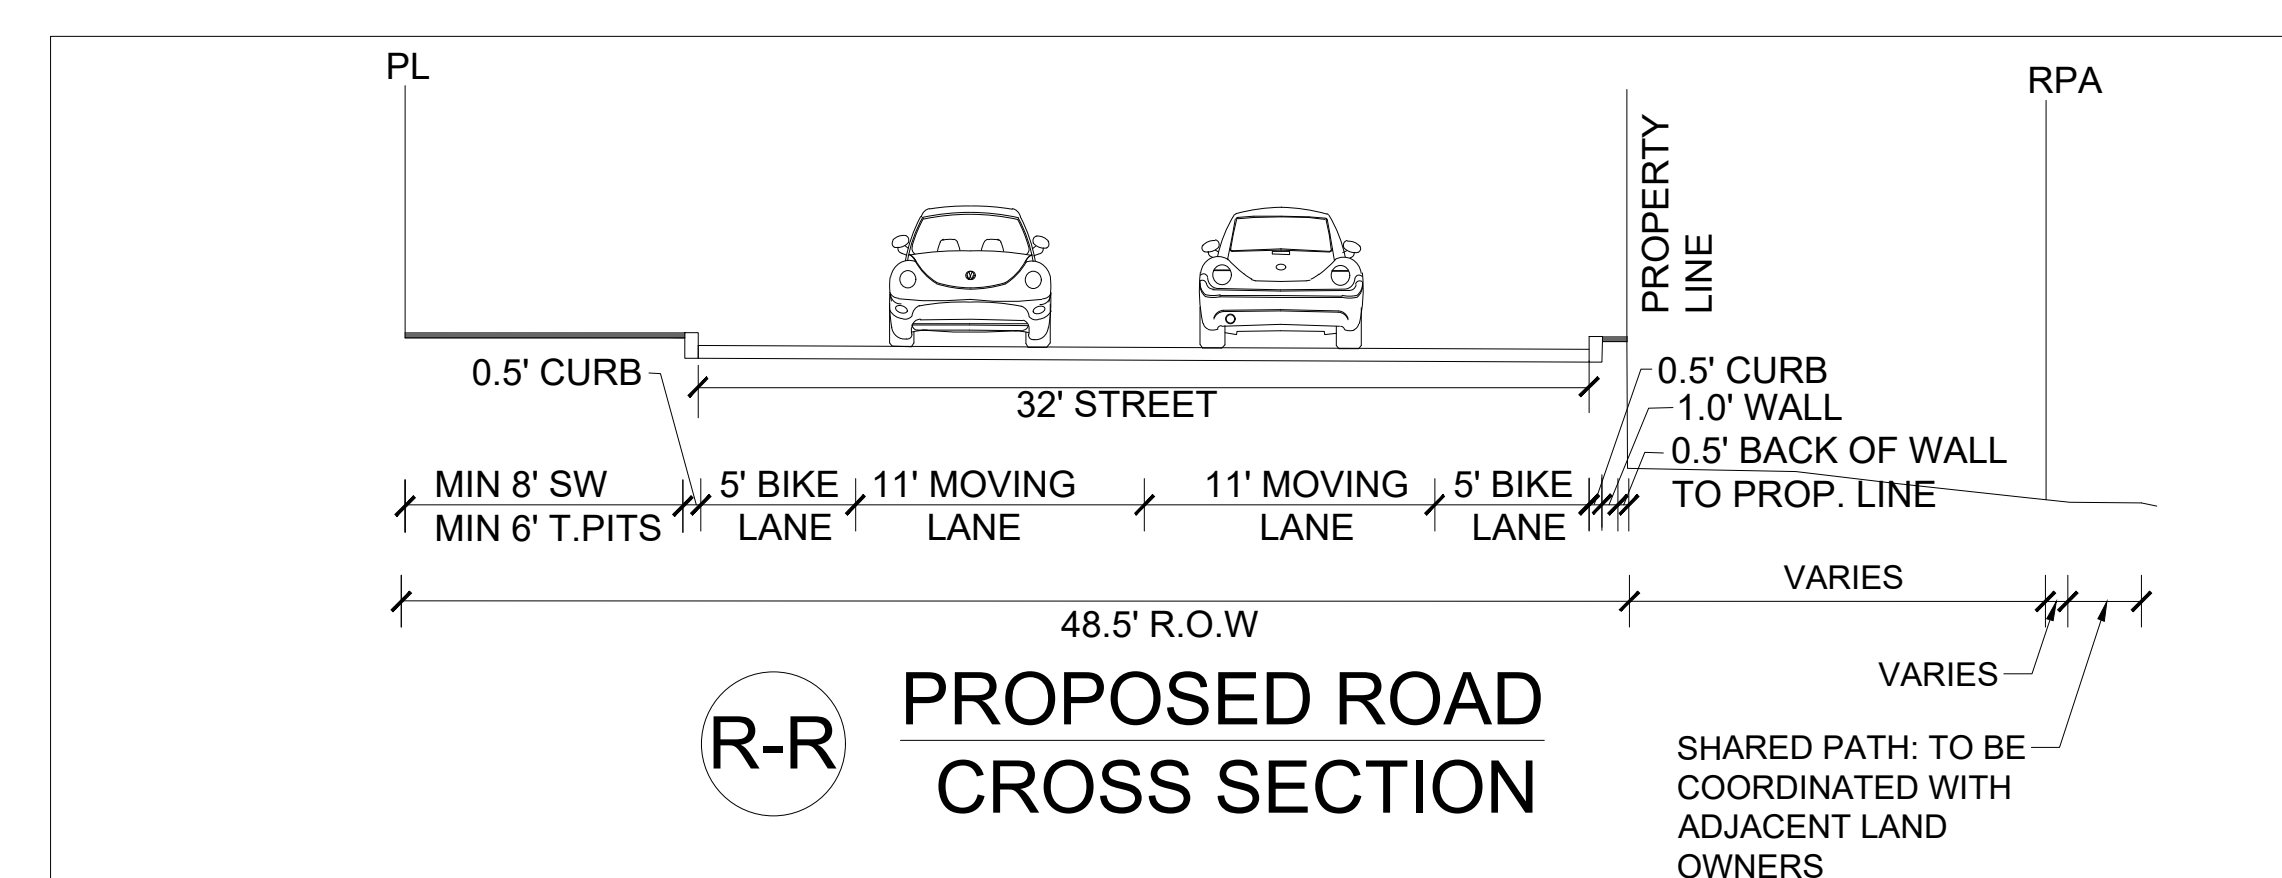 PL
RPA
PROPERTY
LINE
0.5' CURB
32' STREET
0.5' CURB
1.0' WALL
0.5' BACK OF WALL
TO PROP. LINE
MIN 8' SW
MIN 6' T.PITS
5' BIKE
LANE
11' MOVING
LANE
11' MOVING
LANE
5' BIKE
LANE
VARIES
48.5' R.O.W
VARIES
R-R
PROPOSED ROAD
CROSS SECTION
SHARED PATH: TO BE
COORDINATED WITH
ADJACENT LAND
OWNERS